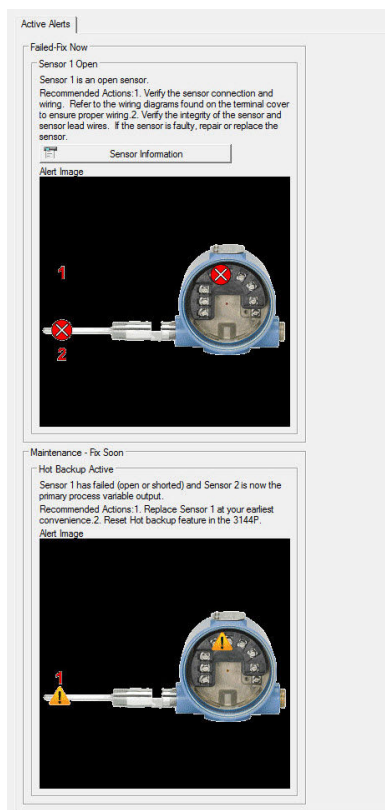 Active Alerts
Failed-Fix Now
Sensor 1 Open
Sensor 1 is an open sensor.
Recommended Actions:1. Verify the sensor connection and
wiring. Refer to the wiring diagrams found on the terminal cover
to ensure proper wiring.2. Verify the integrity of the sensor and
sensor lead wires. If the sensor is faulty, repair or replace the
sensor.
Sensor Information
Alert Image
1
2
Maintenance - Fix Soon
Hot Backup Active
Sensor 1 has failed (open or shorted) and Sensor 2 is now the
primary process variable output.
Recommended Actions:1. Replace Sensor 1 at your earliest
convenience.2. Reset Hot backup feature in the 3144P.
Alert Image
1